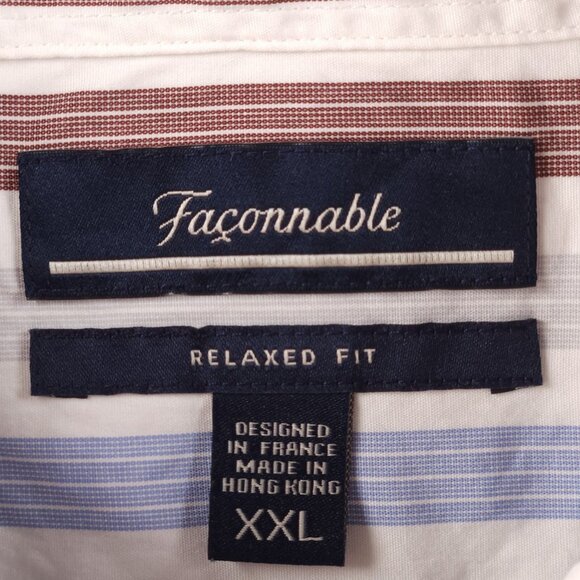 Façonnable
RELAXED FIT
DESIGNED
IN FRANCE
MADE IN
HONG KONG
XXL